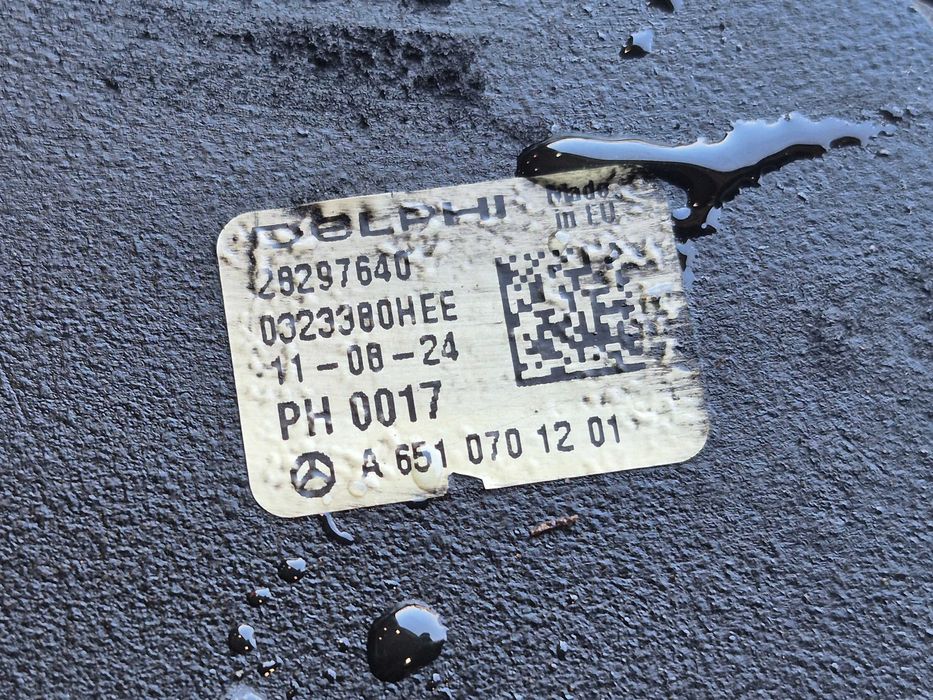 DELPHI
Made
in EU
28297640
0323380HEE
11-08-24
PH 0017
A 651 070 12 01